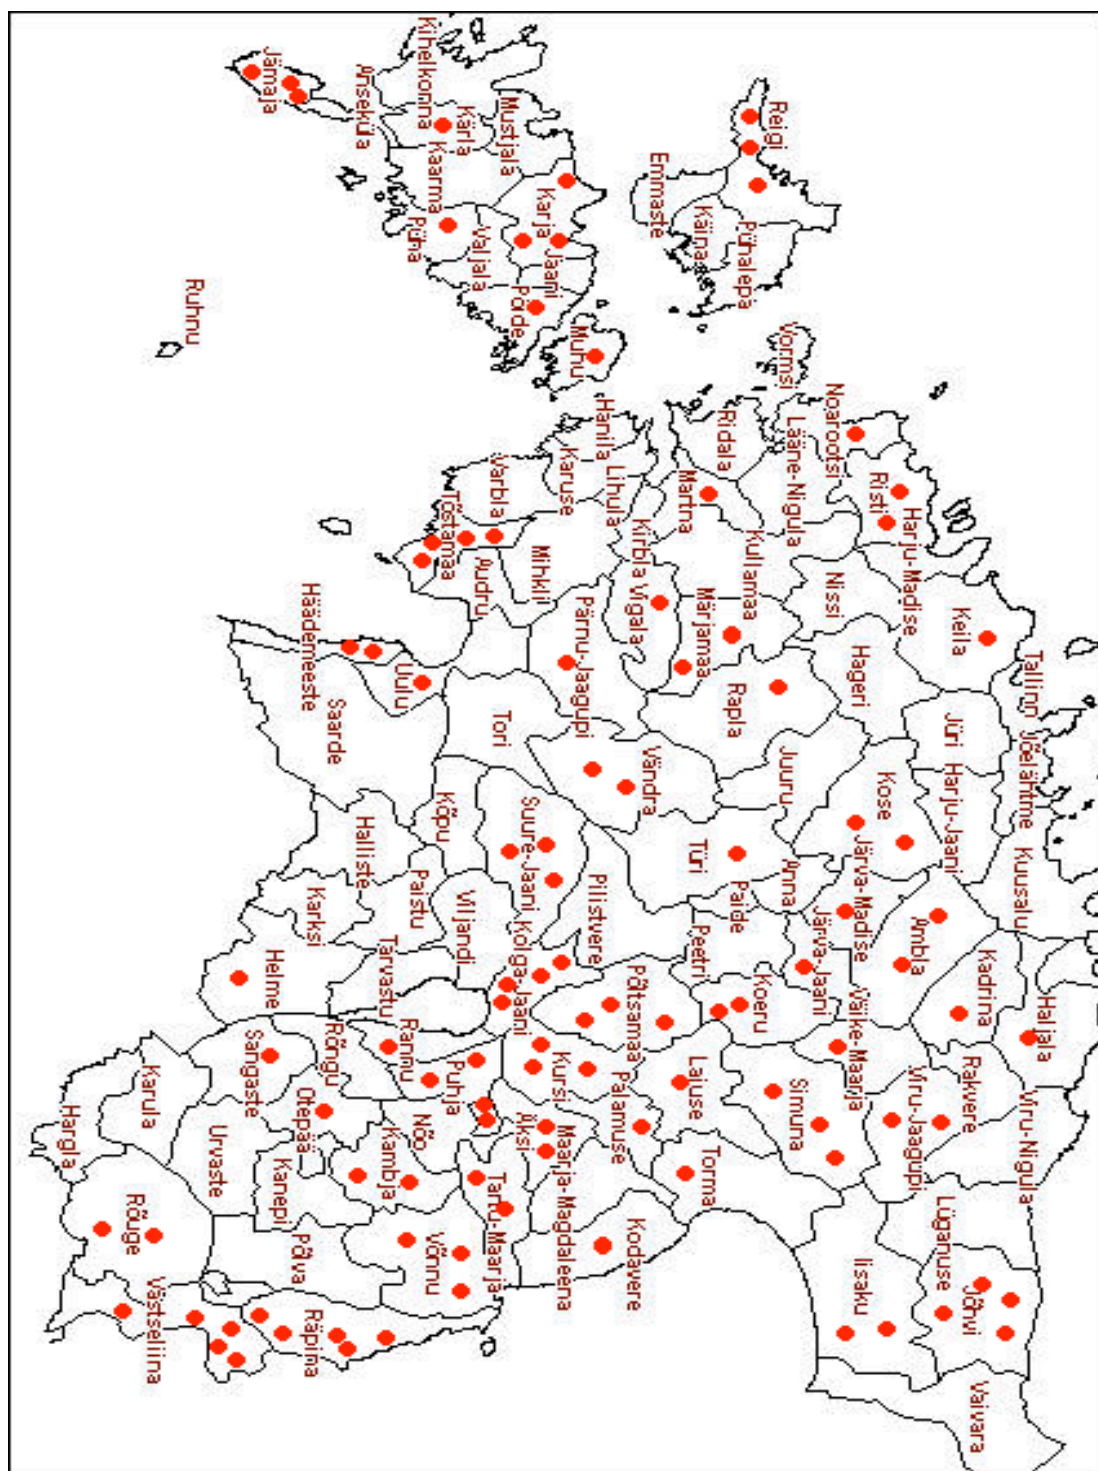 Reigi
Pühalepa
Käina
Emmaste
Vormsi
Noarootsi
Risti
Harju-Madise
Keila
Tallinn
Jõelähtme
Jüri
Harju-Jaani
Kuusalu
Kose
Hageri
Nissi
Lääne-Nigula
Ridala
Martna
Kullamaa
Märjamaa
Rapla
Juuru
Kirbla
Vigala
Lihula
Hanila
Karuse
Varbla
Mihkli
Tõstamaa
Audru
Pärnu-Jaagupi
Vändra
Tori
Uulu
Häädemeeste
Saarde
Muhu
Pöide
Jaani
Karja
Valjala
Püha
Kaarma
Mustjala
Kärla
Kihelkonna
Anseküla
Jämaja
Ruhnu
Kadrina
Haljala
Rakvere
Viru-Nigula
Ambla
Järva-Madise
Järva-Jaani
Anna
Türi
Paide
Peetri
Koeru
Väike-Maarja
Viru-Jaagupi
Simuna
Lüganuse
Jõhvi
Iisaku
Vaivara
Pilistvere
Põltsamaa
Laiuse
Torma
Palamuse
Kursi
Kolga-Jaani
Suure-Jaani
Kõpu
Viljandi
Paistu
Halliste
Karksi
Tarvastu
Helme
Äksi
Maarja-Magdaleena
Kodavere
Tartu-Maarja
Puhja
Rannu
Rõngu
Nõo
Kambja
Võnnu
Otepää
Sangaste
Kanepi
Põlva
Urvaste
Karula
Hargla
Rõuge
Räpina
Vastseliina